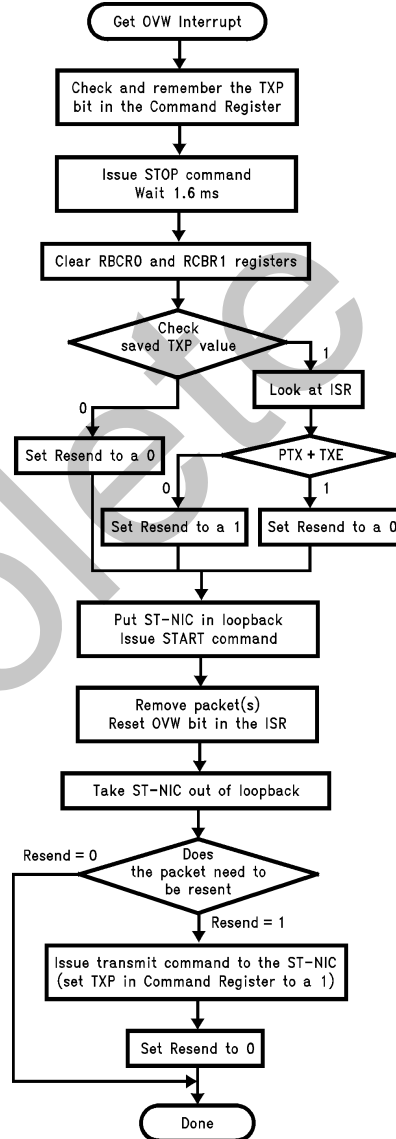 Get OVW Interrupt
Check and remember the TXP
bit in the Command Register
Issue STOP command
Wait 1.6 ms
Clear RBCR0 and RCBR1 registers
Check
saved TXP value
1
Look at ISR
0
Set Resend to a 0
PTX + TXE
0
1
Set Resend to a 1
Set Resend to a 0
Put ST-NIC in loopback
Issue START command
Remove packet(s)
Reset OVW bit in the ISR
Take ST-NIC out of loopback
Resend = 0
Does
the packet need to
be resent
Resend = 1
Issue transmit command to the ST-NIC
(set TXP in Command Register to a 1)
Set Resend to 0
Done
olete